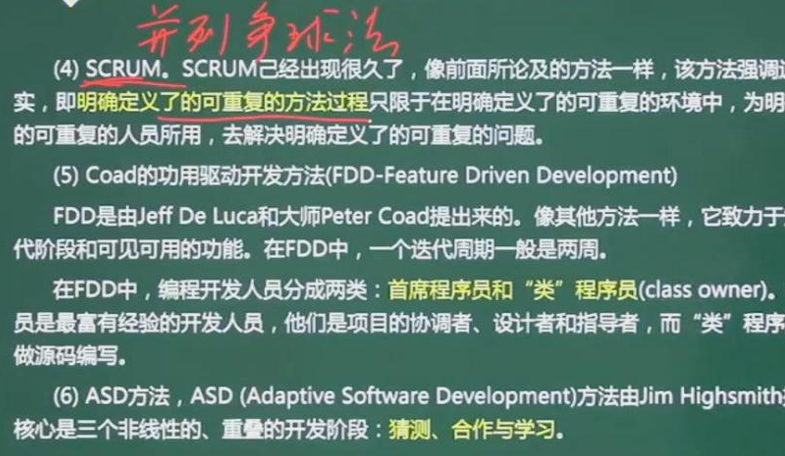 并列争球法
(4) SCRUM。SCRUM己经出现很久了，像前面所论及的方法一样，该方法强调
实，即明确定义了的可重复的方法过程只限于在明确定义了的可重复的环境中，为明
的可重复的人员所用，去解决明确定义了的可重复的问题。
(5) Coad的功用驱动开发方法(FDD-Feature Driven Development)
FDD是由Jeff De Luca和大师Peter Coad提出来的。像其他方法一样，它致力于
代阶段和可见可用的功能。在FDD中，一个迭代周期一般是两周。
在FDD中，编程开发人员分成两类：首席程序员和“类”程序员(class owner)。
员是最富有经验的开发人员，他们是项目的协调者、设计者和指导者，而“类”程序
做源码编写。
(6) ASD方法，ASD (Adaptive Software Development)方法由Jim Highsmith
核心是三个非线性的、重叠的开发阶段：猜测、合作与学习。